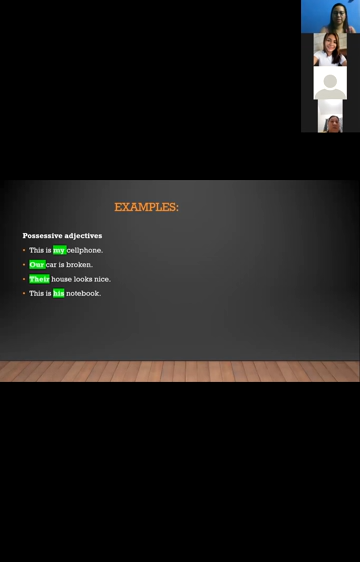 EXAMPLES:
Possessive adjectives
• This is my cellphone.
• Our car is broken.
• Their house looks nice.
• This is his notebook.